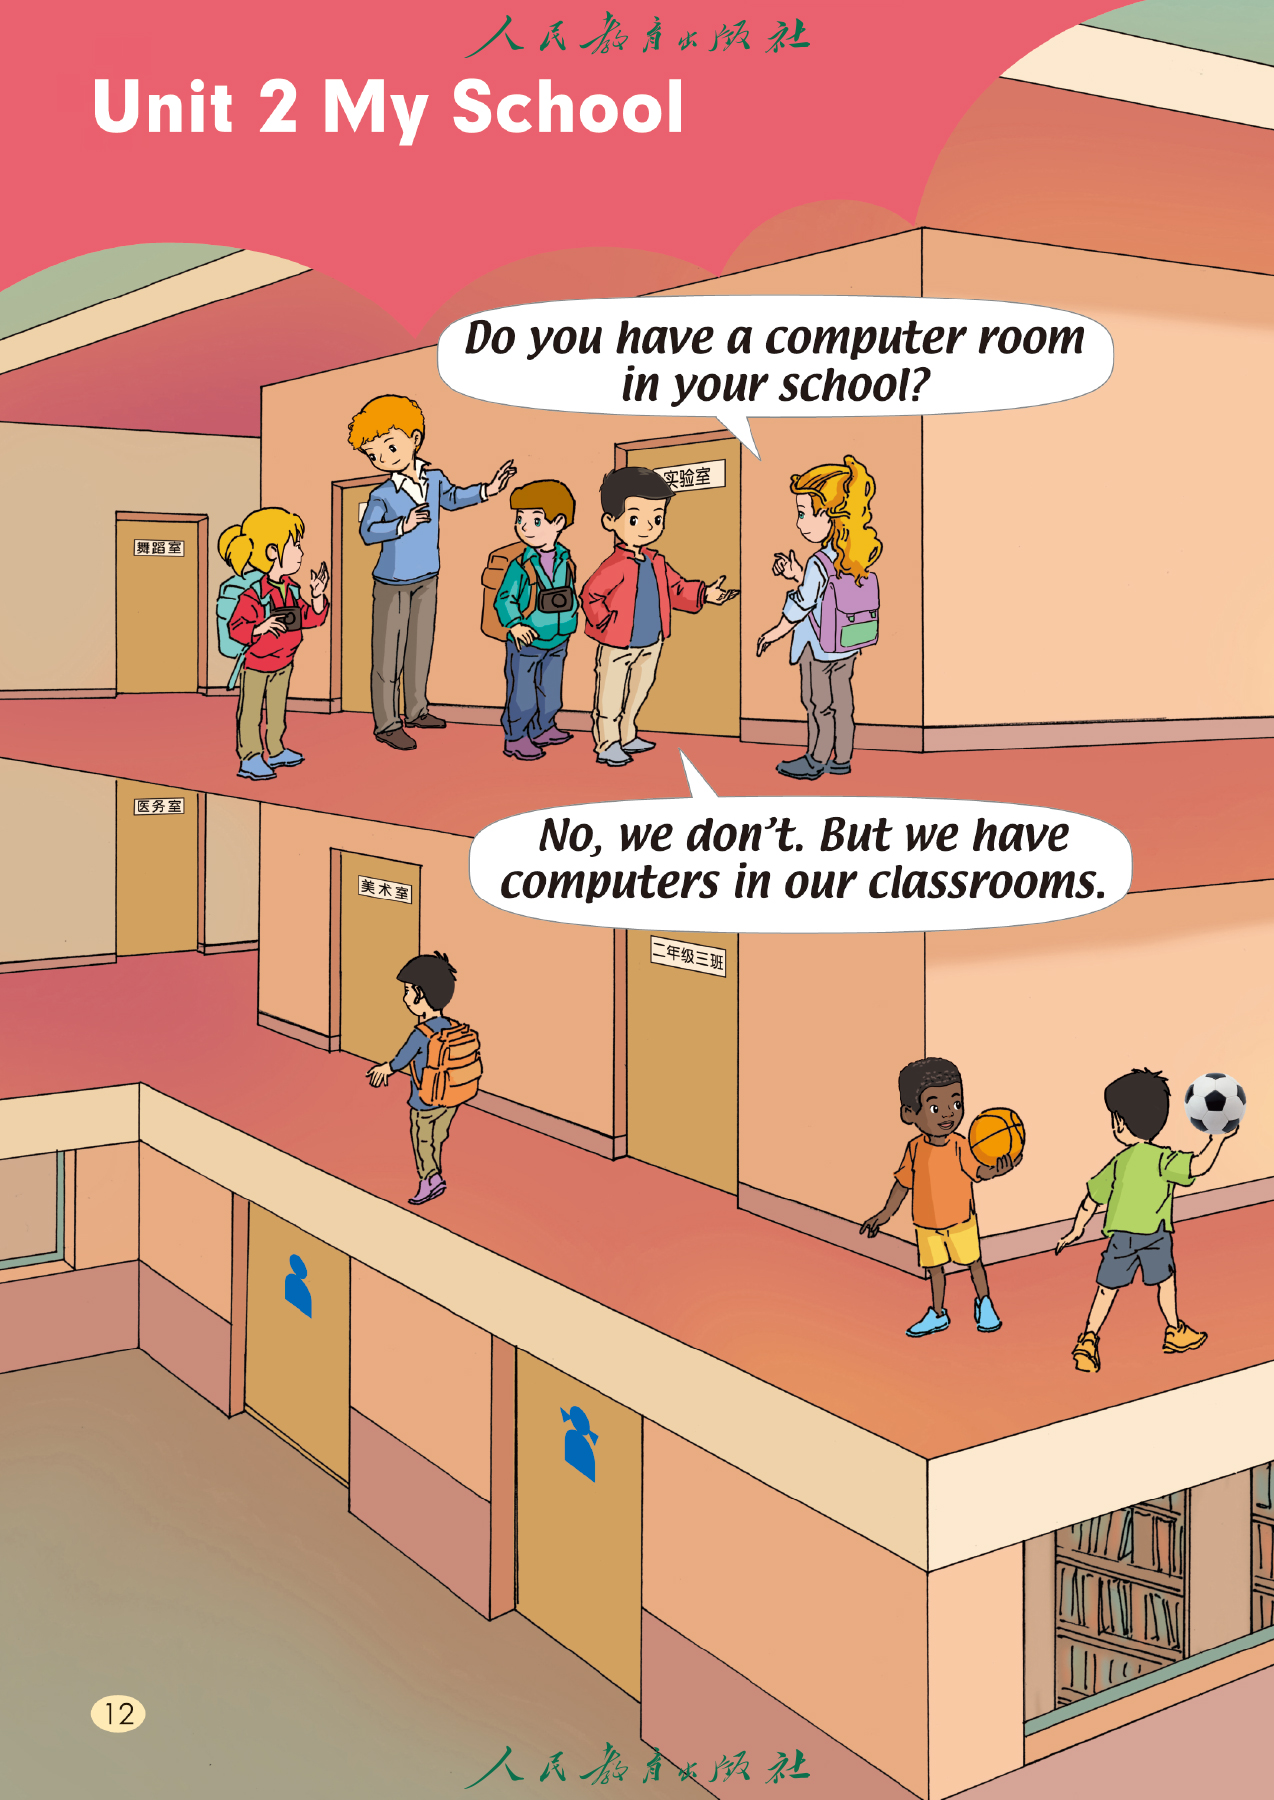 人民教育出版社
Unit 2 My School
Do you have a computer room
in your school?
实验室
舞蹈室
No, we don't. But we have
computers in our classrooms.
医务室
美术室
二年级三班
12
人民教育出版社